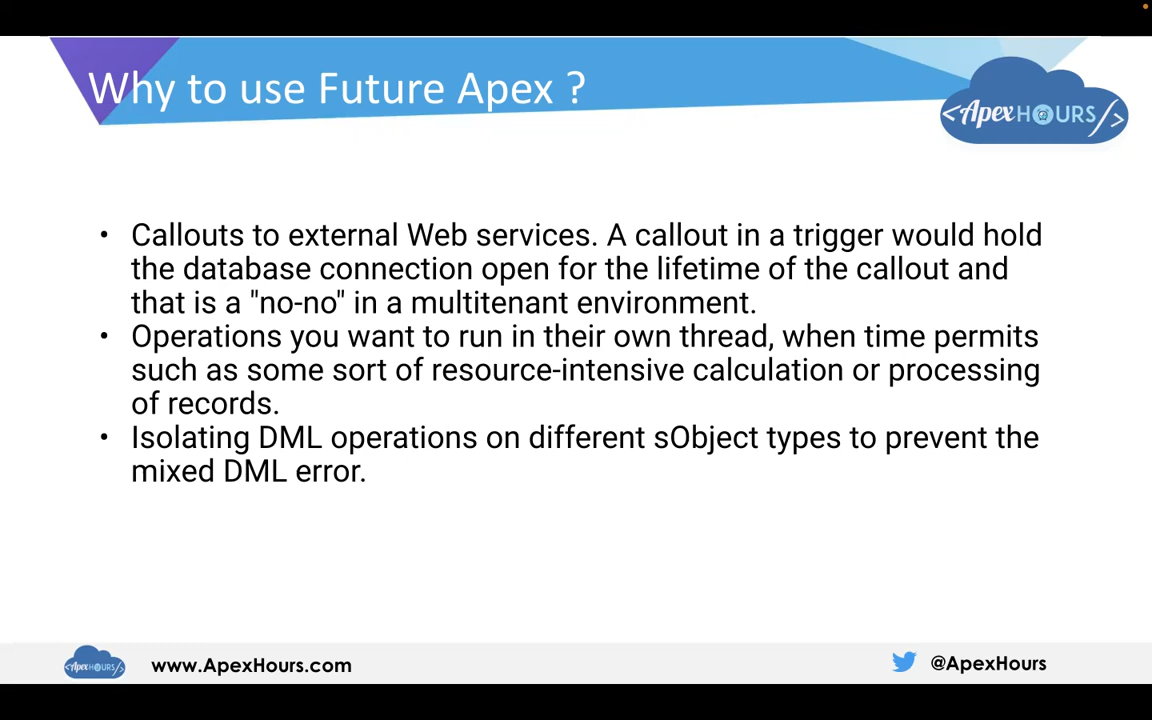 Why to use Future Apex ?
<ApexHOURS/>
• Callouts to external Web services. A callout in a trigger would hold
the database connection open for the lifetime of the callout and
that is a "no-no" in a multitenant environment.
• Operations you want to run in their own thread, when time permits
such as some sort of resource-intensive calculation or processing
of records.
• Isolating DML operations on different sObject types to prevent the
mixed DML error.
<ApexHOURS/>
www.ApexHours.com
@ApexHours